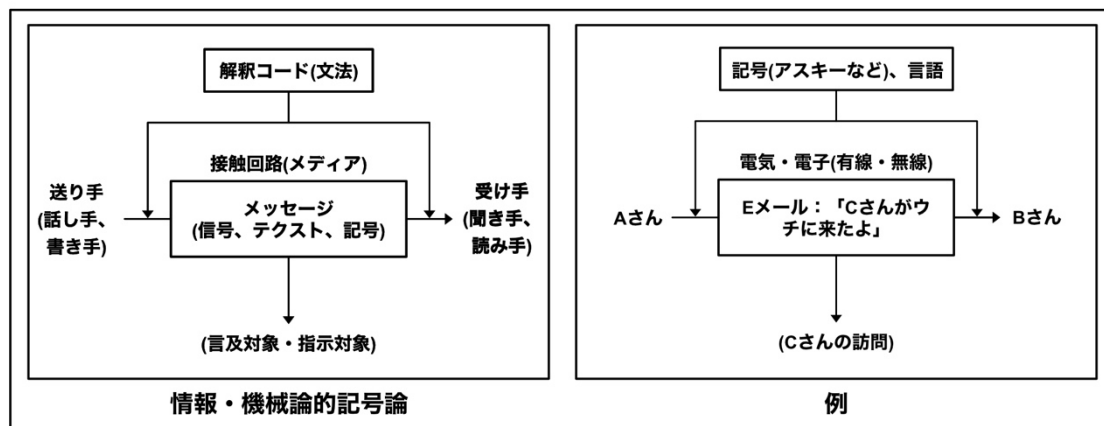 解釈コード(文法)
接触回路(メディア)
送り手
(話し手、
書き手)
メッセージ
(信号、テクスト、記号)
受け手
(聞き手、
読み手)
(言及対象・指示対象)
情報・機械論的記号論
記号(アスキーなど)、言語
電気・電子(有線・無線)
Aさん
Eメール：「Cさんがウ
チに来たよ」
Bさん
(Cさんの訪問)
例